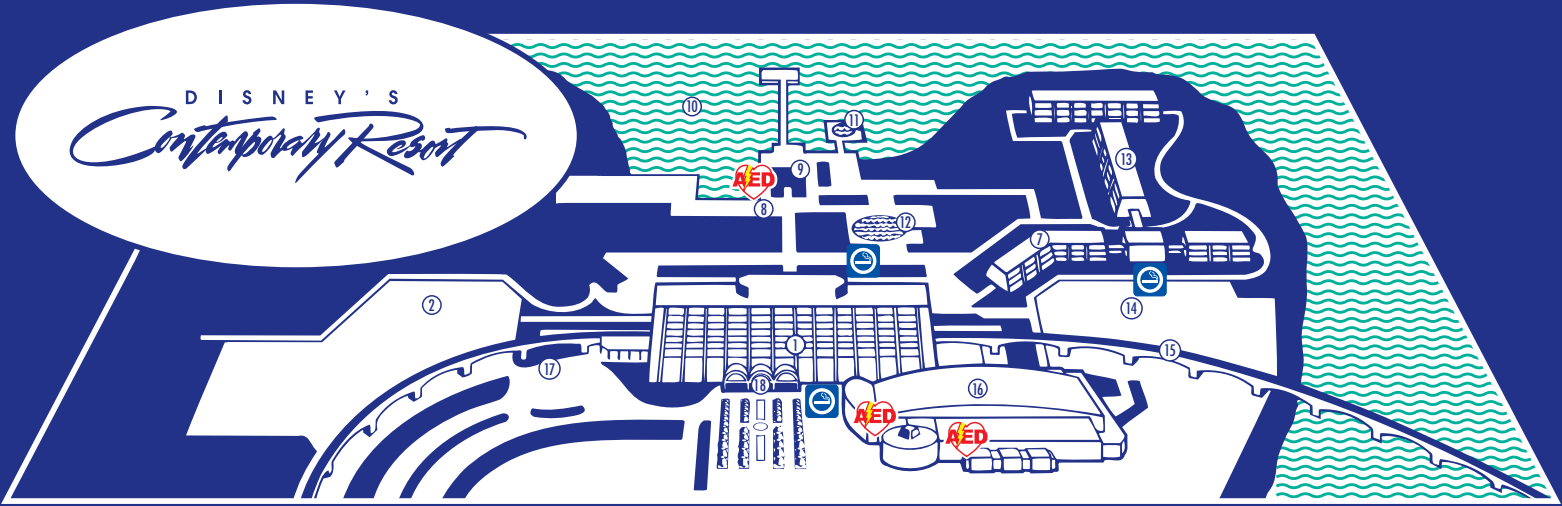 DISNEY'S
Contemporary Resort
10
11
13
9
AED
8
12
7
2
14
1
15
17
18
16
AED
AED